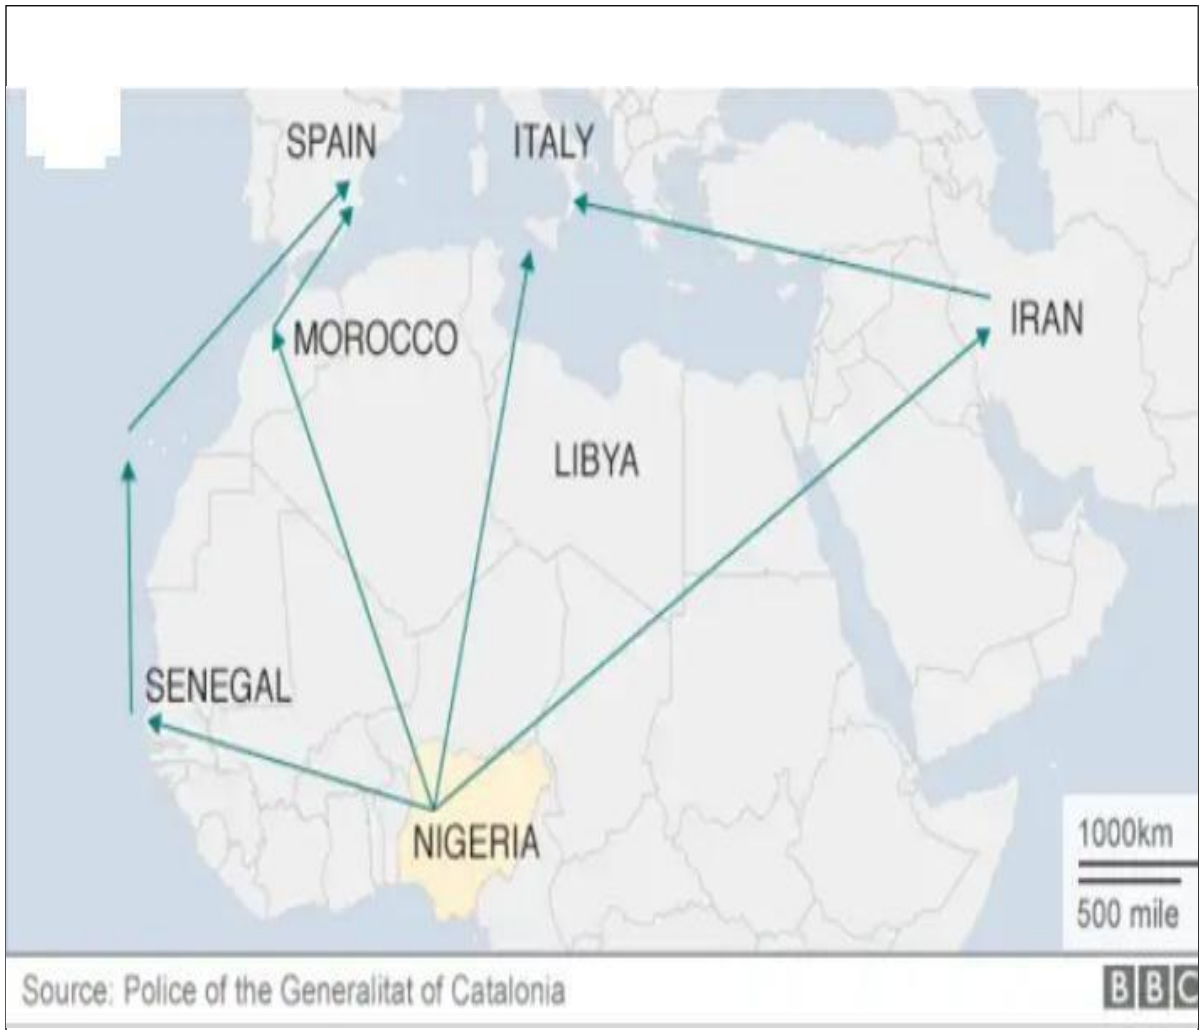 SPAIN
ITALY
IRAN
MOROCCO
LIBYA
SENEGAL
NIGERIA
1000km
500 mile
Source: Police of the Generalitat of Catalonia
BBC